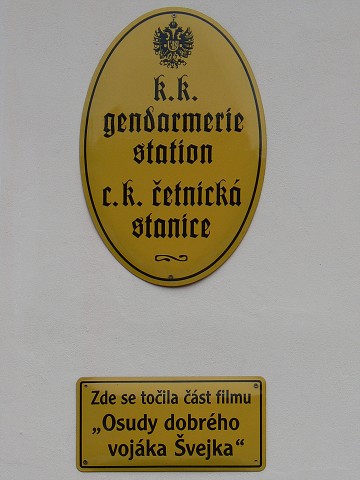 k.k.
gendarmerie
station
c.k. četnická
stanice
Zde se točila část filmu
„Osudy dobrého
vojáka Švejka“